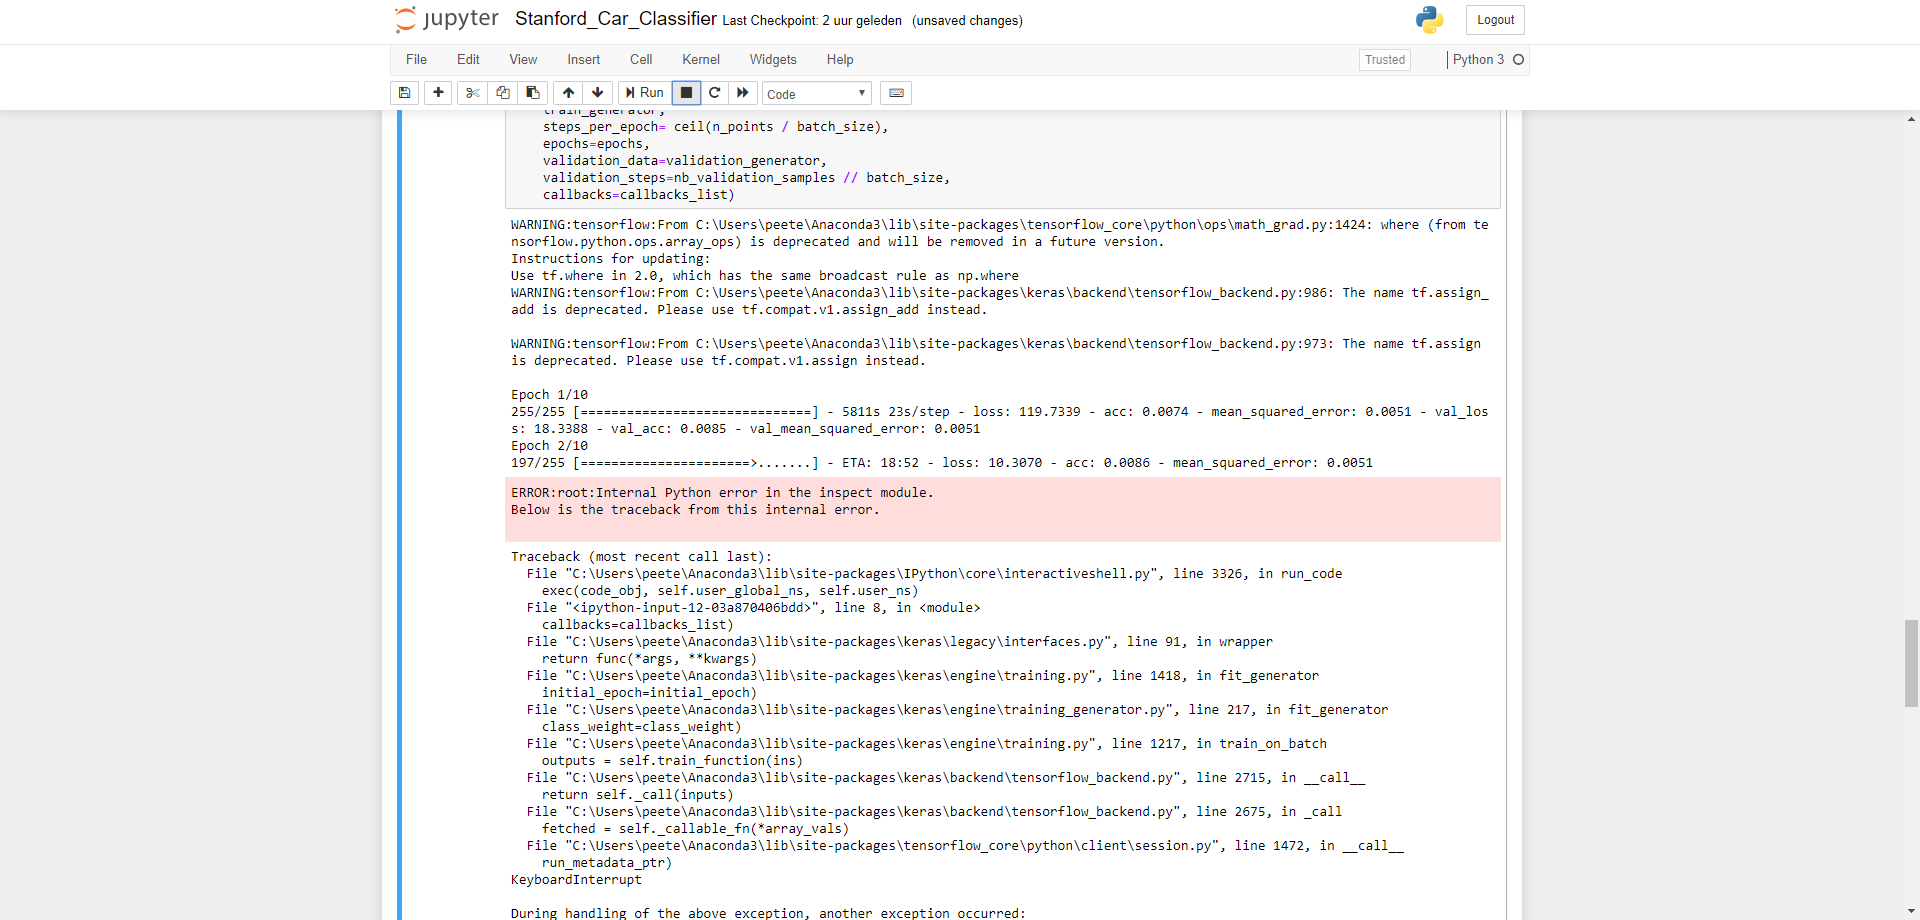 jupyter Stanford_Car_Classifier Last Checkpoint: 2 uur geleden (unsaved changes) Logout
File Edit View Insert Cell Kernel Widgets Help Trusted Python 3
Run Code
train_generator,
steps_per_epoch= ceil(n_points / batch_size),
epochs=epochs,
validation_data=validation_generator,
validation_steps=nb_validation_samples // batch_size,
callbacks=callbacks_list)
WARNING:tensorflow:From C:\Users\peete\Anaconda3\lib\site-packages\tensorflow_core\python\ops\math_grad.py:1424: where (from te
nsorflow.python.ops.array_ops) is deprecated and will be removed in a future version.
Instructions for updating:
Use tf.where in 2.0, which has the same broadcast rule as np.where
WARNING:tensorflow:From C:\Users\peete\Anaconda3\lib\site-packages\keras\backend\tensorflow_backend.py:986: The name tf.assign_
add is deprecated. Please use tf.compat.v1.assign_add instead.
WARNING:tensorflow:From C:\Users\peete\Anaconda3\lib\site-packages\keras\backend\tensorflow_backend.py:973: The name tf.assign
is deprecated. Please use tf.compat.v1.assign instead.
Epoch 1/10
255/255 [==============================] - 5811s 23s/step - loss: 119.7339 - acc: 0.0074 - mean_squared_error: 0.0051 - val_los
s: 18.3388 - val_acc: 0.0085 - val_mean_squared_error: 0.0051
Epoch 2/10
197/255 [======================>.......] - ETA: 18:52 - loss: 10.3070 - acc: 0.0086 - mean_squared_error: 0.0051
ERROR:root:Internal Python error in the inspect module.
Below is the traceback from this internal error.
Traceback (most recent call last):
File "C:\Users\peete\Anaconda3\lib\site-packages\IPython\core\interactiveshell.py", line 3326, in run_code
exec(code_obj, self.user_global_ns, self.user_ns)
File "<ipython-input-12-03a870406bdd>", line 8, in <module>
callbacks=callbacks_list)
File "C:\Users\peete\Anaconda3\lib\site-packages\keras\legacy\interfaces.py", line 91, in wrapper
return func(*args, **kwargs)
File "C:\Users\peete\Anaconda3\lib\site-packages\keras\engine\training.py", line 1418, in fit_generator
initial_epoch=initial_epoch)
File "C:\Users\peete\Anaconda3\lib\site-packages\keras\engine\training_generator.py", line 217, in fit_generator
class_weight=class_weight)
File "C:\Users\peete\Anaconda3\lib\site-packages\keras\engine\training.py", line 1217, in train_on_batch
outputs = self.train_function(ins)
File "C:\Users\peete\Anaconda3\lib\site-packages\keras\backend\tensorflow_backend.py", line 2715, in __call__
return self._call(inputs)
File "C:\Users\peete\Anaconda3\lib\site-packages\keras\backend\tensorflow_backend.py", line 2675, in _call
fetched = self._callable_fn(*array_vals)
File "C:\Users\peete\Anaconda3\lib\site-packages\tensorflow_core\python\client\session.py", line 1472, in __call__
run_metadata_ptr)
KeyboardInterrupt
During handling of the above exception, another exception occurred: